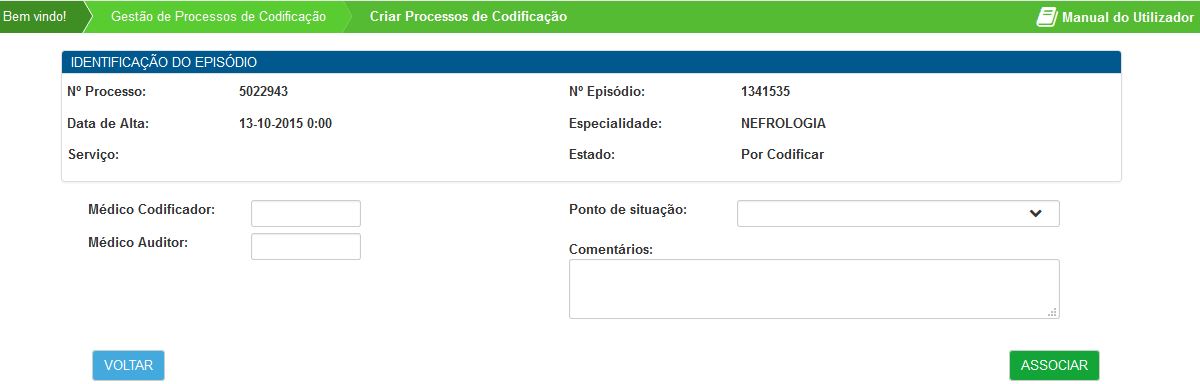 Bem vindo! Gestão de Processos de Codificação Criar Processos de Codificação Manual do Utilizador
IDENTIFICAÇÃO DO EPISÓDIO
Nº Processo: 5022943 Nº Episódio: 1341535
Data de Alta: 13-10-2015 0:00 Especialidade: NEFROLOGIA
Serviço: Estado: Por Codificar
Médico Codificador: Ponto de situação:
Médico Auditor:
Comentários:
VOLTAR ASSOCIAR